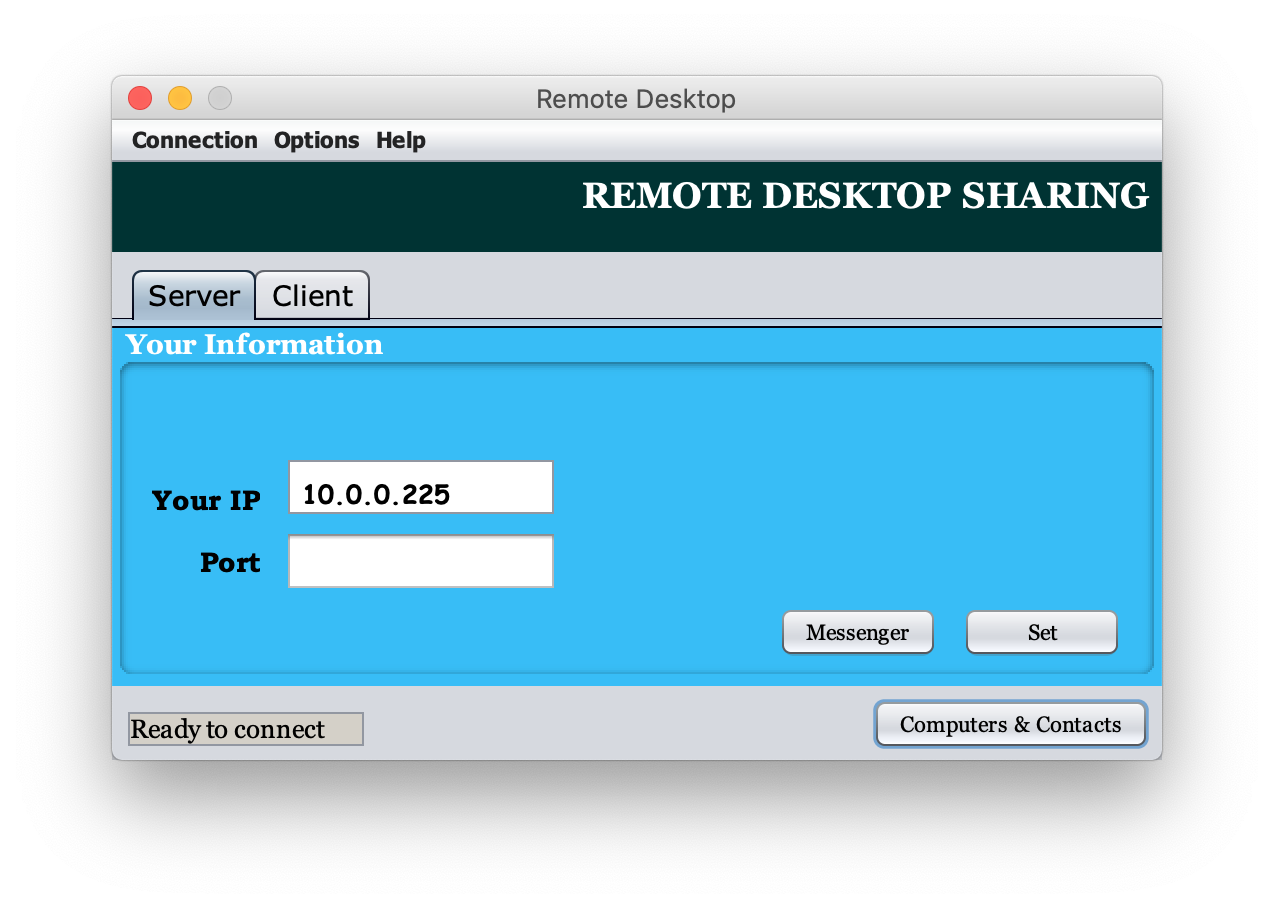 Remote Desktop
Connection Options Help
REMOTE DESKTOP SHARING
Server Client
Your Information
Your IP 10.0.0.225
Port
Messenger Set
Ready to connect Computers & Contacts